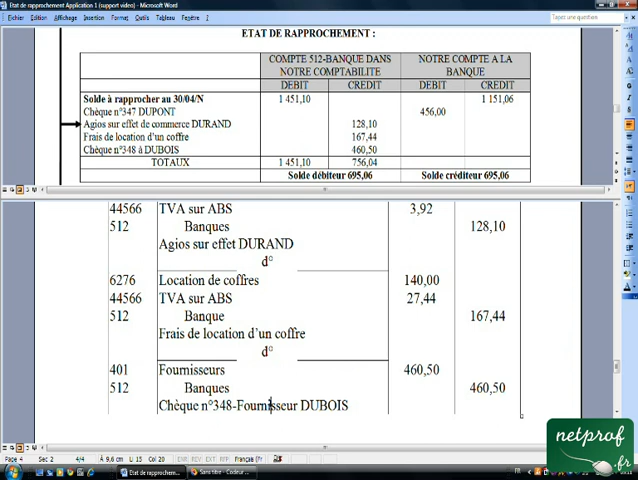 Etat de rapprochement Application 1 (support video) - Microsoft Word
Fichier Edition Affichage Insertion Format Outils Tableau Fenêtre ?
Tapez une question
ETAT DE RAPPROCHEMENT :
COMPTE 512-BANQUE DANS NOTRE COMPTABILITE NOTRE COMPTE A LA BANQUE
DEBIT CREDIT DEBIT CREDIT
Solde à rapprocher au 30/04/N 1 451,10 1 151,06
Chèque n°347 DUPONT 456,00
Agios sur effet de commerce DURAND 128,10
Frais de location d'un coffre 167,44
Chèque n°348 à DUBOIS 460,50
TOTAUX 1 451,10 756,04
Solde débiteur 695,06 Solde créditeur 695,06
44566 TVA sur ABS 3,92
512 Banques 128,10
Agios sur effet DURAND
d°
6276 Location de coffres 140,00
44566 TVA sur ABS 27,44
512 Banque 167,44
Frais de location d'un coffre
d°
401 Fournisseurs 460,50
512 Banques 460,50
Chèque n°348-Fournisseur DUBOIS
netprof
.fr
Page 4 Sec 2 4/4 À 9,6 cm Li 15 Col 20 ENR REV EXT RFP Français (Fr
Etat de rapprochem... Sans titre - Codeur ...
FR